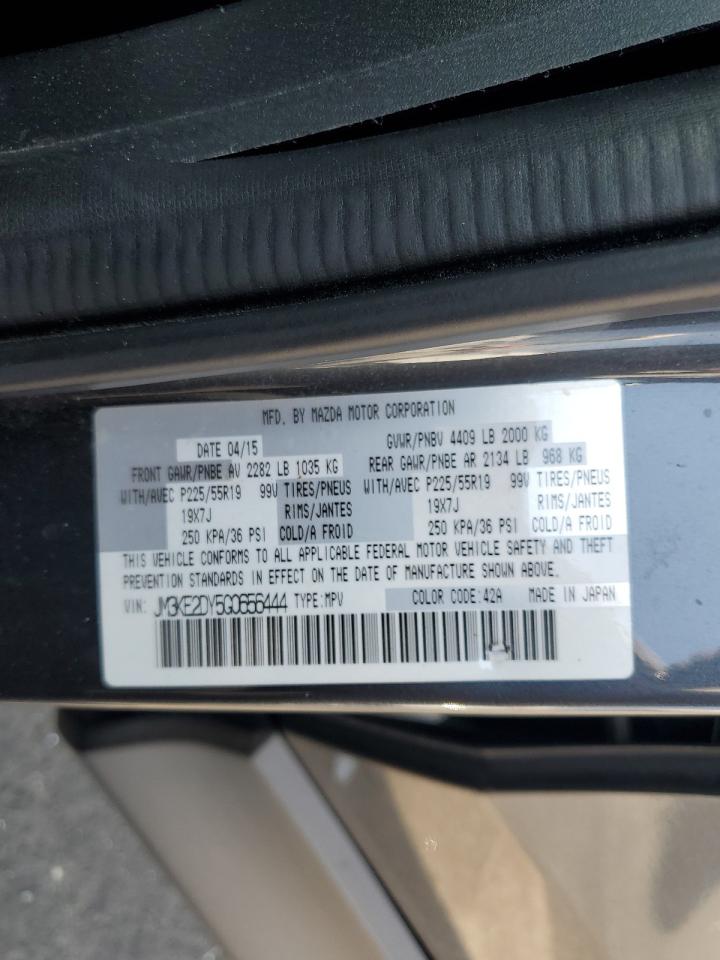 MFD. BY MAZDA MOTOR CORPORATION
DATE 04/15 GVWR/PNBV 4409 LB 2000 KG
FRONT GAWR/PNBE AV 2282 LB 1035 KG REAR GAWR/PNBE AR 2134 LB 968 KG
WITH/AVEC P225/55R19 99V TIRES/PNEUS WITH/AVEC P225/55R19 99V TIRES/PNEUS
19X7J RIMS/JANTES 19X7J RIMS/JANTES
250 KPA/36 PSI COLD/A FROID 250 KPA/36 PSI COLD/A FROID
THIS VEHICLE CONFORMS TO ALL APPLICABLE FEDERAL MOTOR VEHICLE SAFETY AND THEFT
PREVENTION STANDARDS IN EFFECT ON THE DATE OF MANUFACTURE SHOWN ABOVE.
VIN: JM3KE2DY5G0656444 TYPE:MPV COLOR CODE:42A MADE IN JAPAN